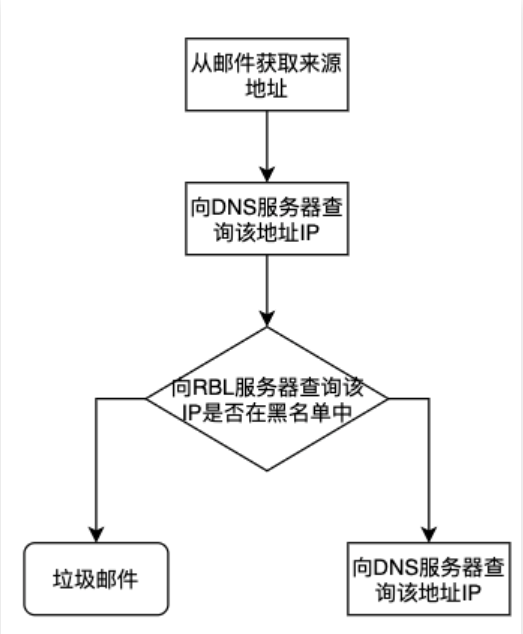 从邮件获取来源
地址
向DNS服务器查
询该地址IP
向RBL服务器查询该
IP是否在黑名单中
垃圾邮件
向DNS服务器查
询该地址IP